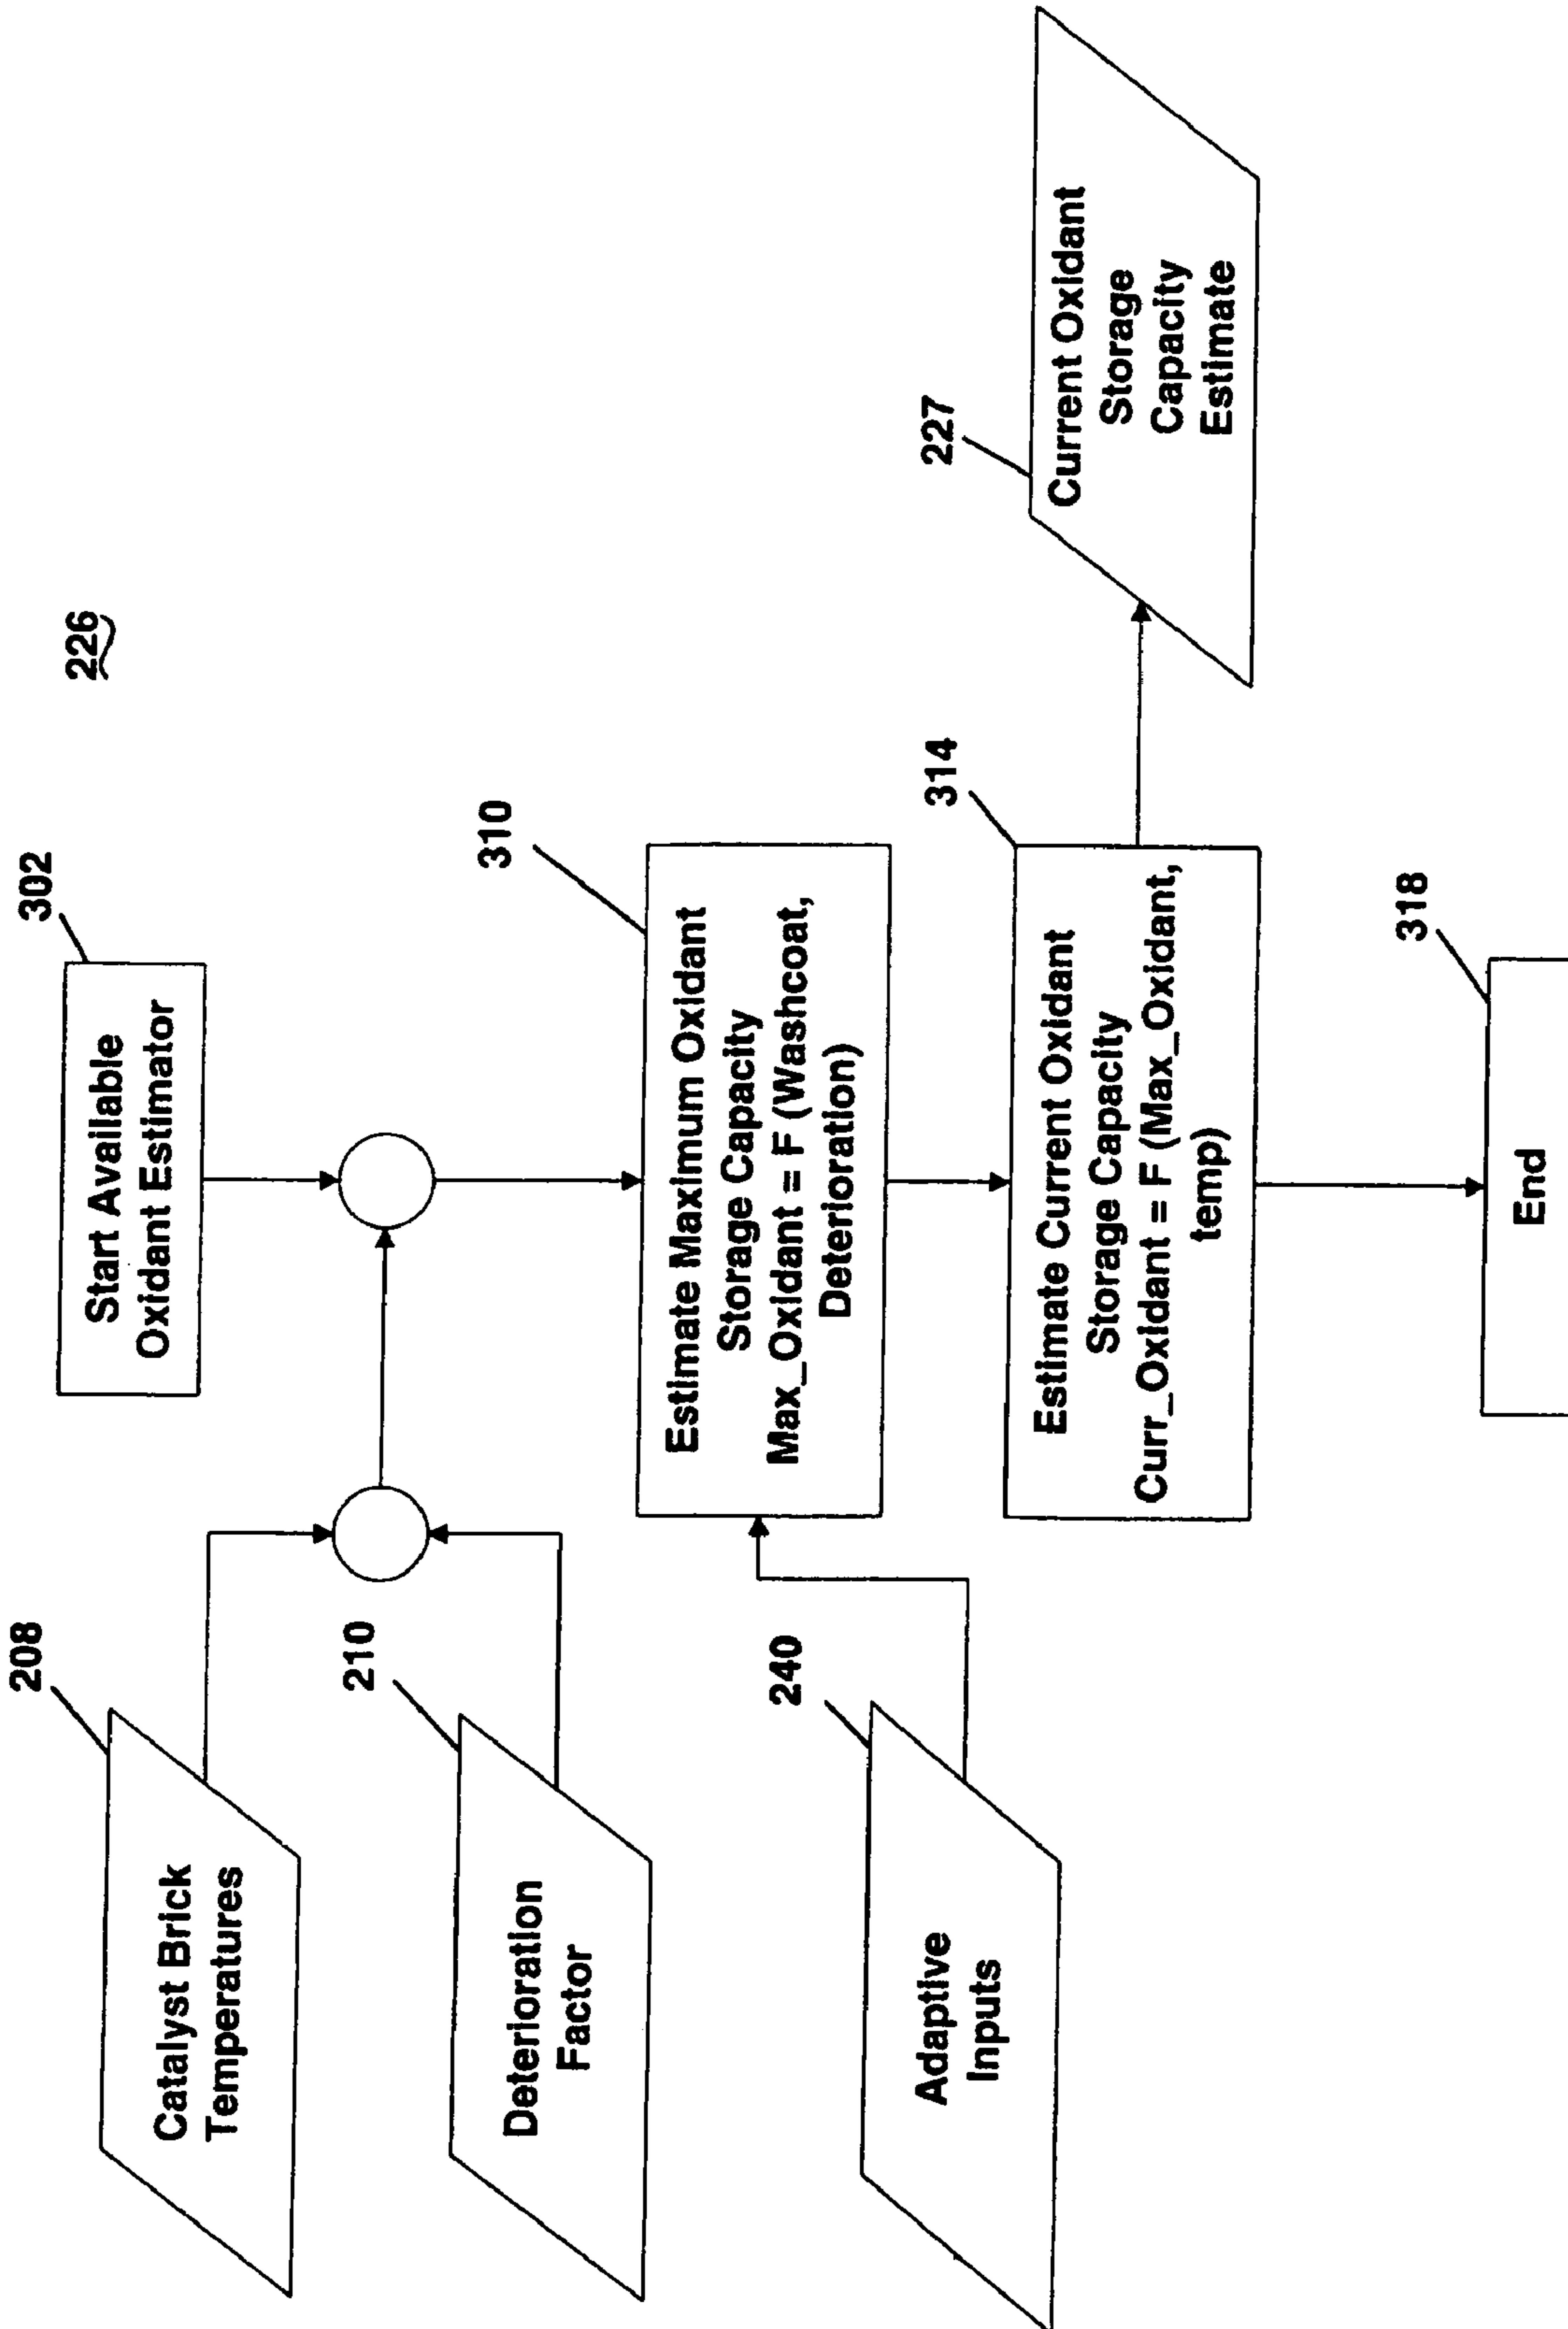 226
302
Start Available
Oxidant Estimator
208
Catalyst Brick
Temperatures
210
Deterioration
Factor
310
Estimate Maximum Oxidant
Storage Capacity
Max_Oxidant = F (Washcoat,
Deterioration)
240
Adaptive
Inputs
314
Estimate Current Oxidant
Storage Capacity
Curr_Oxidant = F (Max_Oxidant,
temp)
227
Current Oxidant
Storage
Capacity
Estimate
318
End